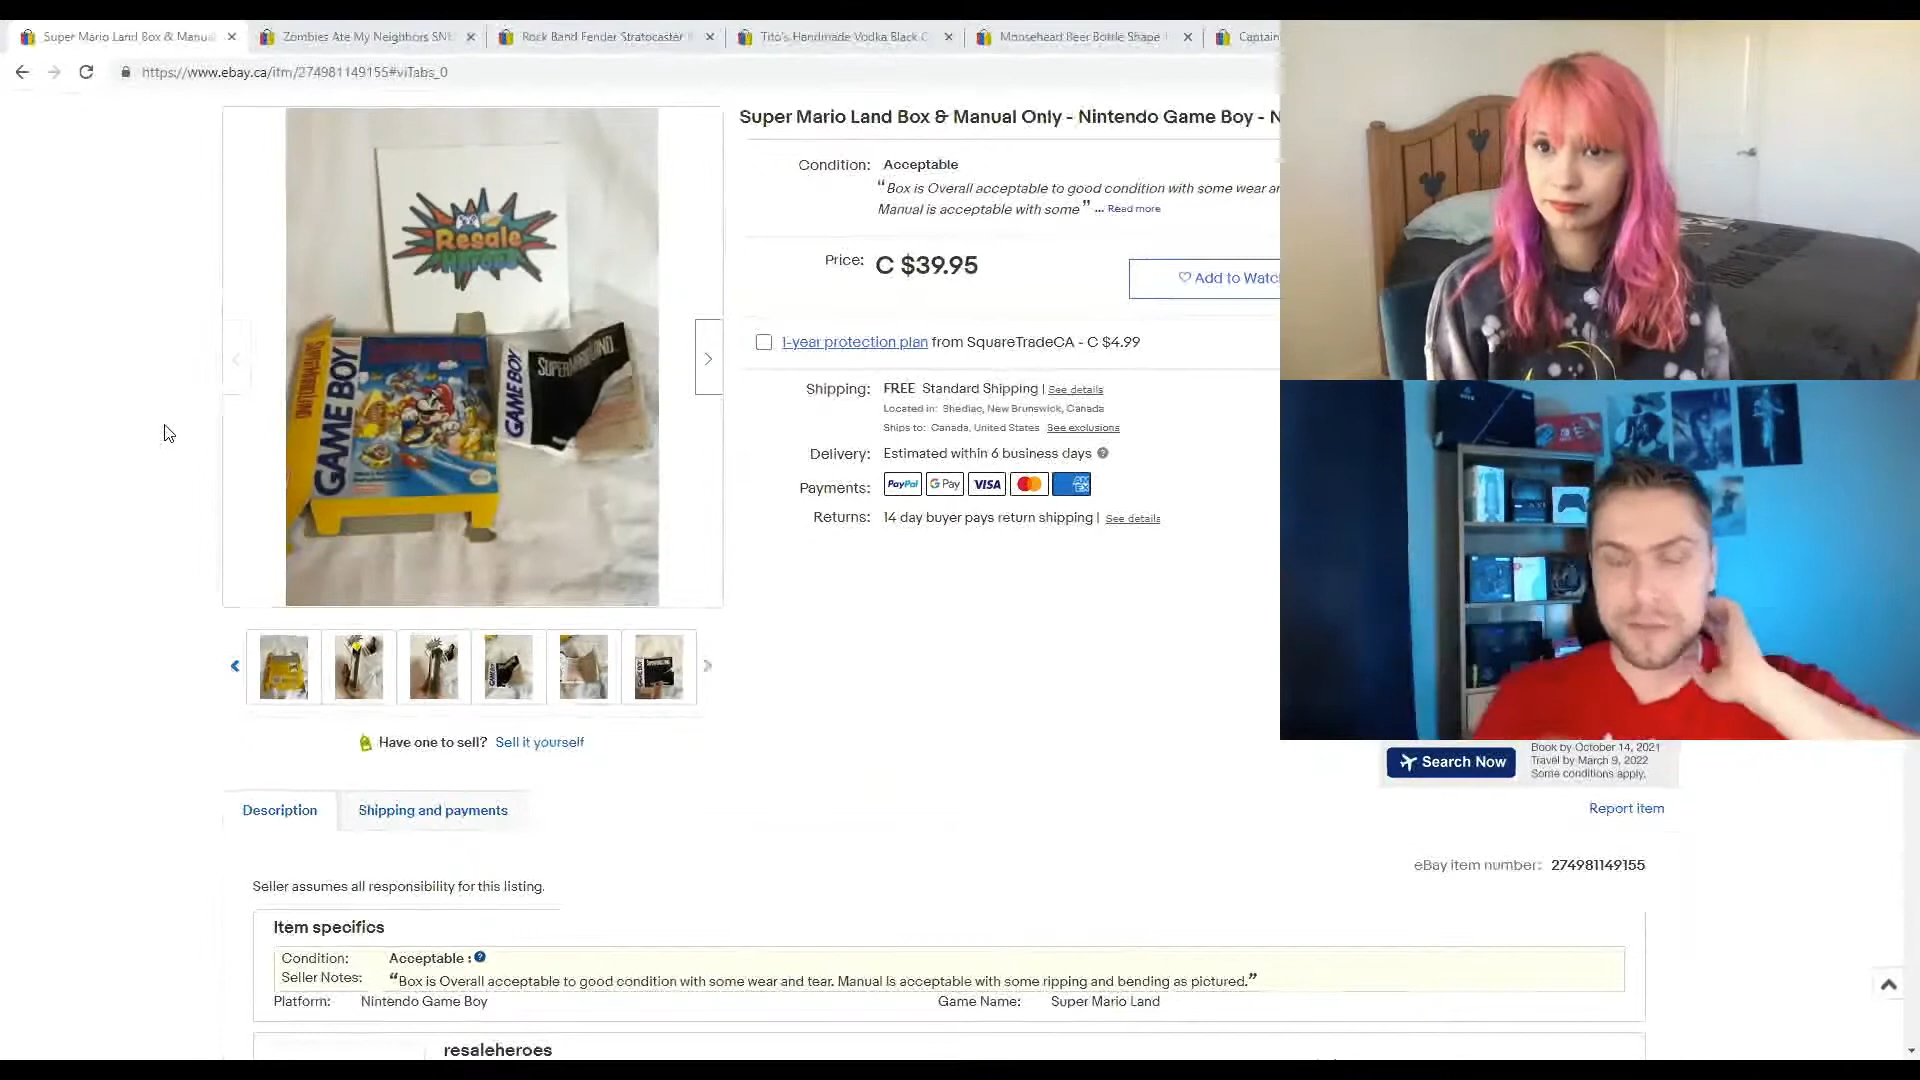 Super Mario Land Box & Manua
Zombies Ate My Neighbors SNE
Rock Band Fender Stratocaster
Tito's Handmade Vodka Black C
Moosehead Beer Bottle Shape
Captain
https://www.ebay.ca/itm/274981149155#viTabs_0
Super Mario Land Box & Manual Only - Nintendo Game Boy - N
Condition: Acceptable
"Box is Overall acceptable to good condition with some wear an
Manual is acceptable with some" ... Read more
Price: C $39.95
Add to Watc
1-year protection plan from SquareTradeCA - C $4.99
Shipping: FREE Standard Shipping | See details
Located in: Shediac, New Brunswick, Canada
Ships to: Canada, United States See exclusions
Delivery: Estimated within 6 business days
Payments: PayPal G Pay VISA
Returns: 14 day buyer pays return shipping | See details
Resale
HEROES
GAME BOY
GAME BOY
SUPER MARIO LAND
Have one to sell? Sell it yourself
Search Now
Book by October 14, 2021
Travel by March 9, 2022
Some conditions apply.
Description
Shipping and payments
Report item
eBay item number: 274981149155
Seller assumes all responsibility for this listing.
Item specifics
Condition: Acceptable :
Seller Notes: "Box is Overall acceptable to good condition with some wear and tear. Manual is acceptable with some ripping and bending as pictured."
Platform: Nintendo Game Boy
Game Name: Super Mario Land
resaleheroes